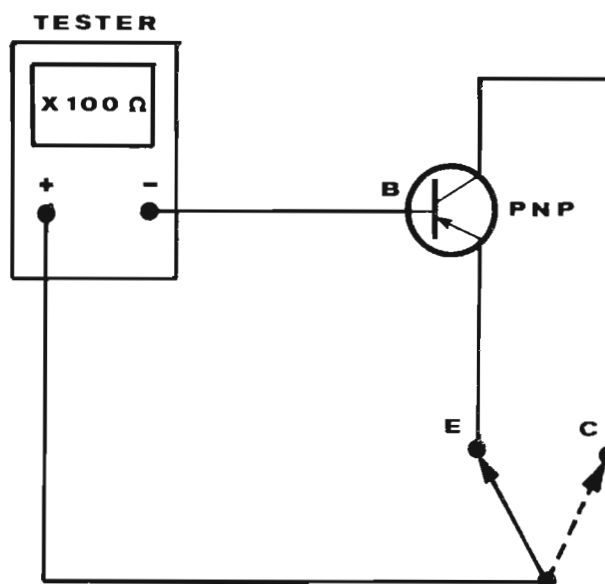 TESTER
X 100 Ω
+ -
B
PNP
E
C